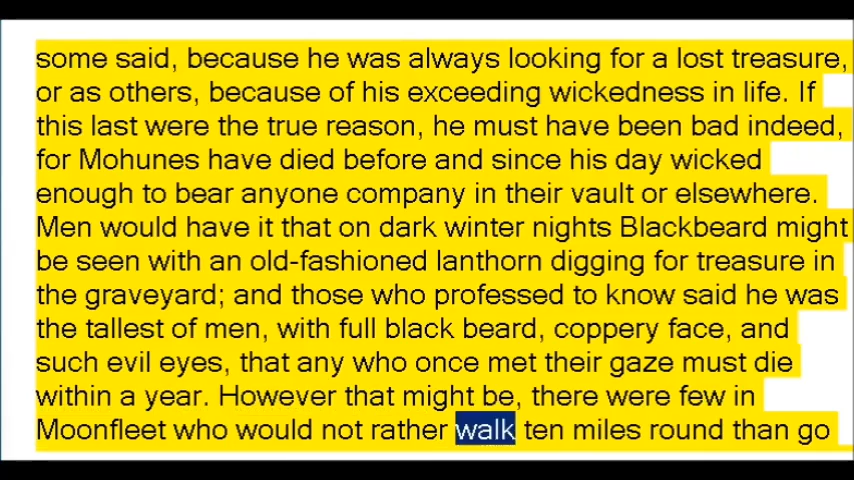 some said, because he was always looking for a lost treasure,
or as others, because of his exceeding wickedness in life. If
this last were the true reason, he must have been bad indeed,
for Mohunes have died before and since his day wicked
enough to bear anyone company in their vault or elsewhere.
Men would have it that on dark winter nights Blackbeard might
be seen with an old-fashioned lanthorn digging for treasure in
the graveyard; and those who professed to know said he was
the tallest of men, with full black beard, coppery face, and
such evil eyes, that any who once met their gaze must die
within a year. However that might be, there were few in
Moonfleet who would not rather walk ten miles round than go